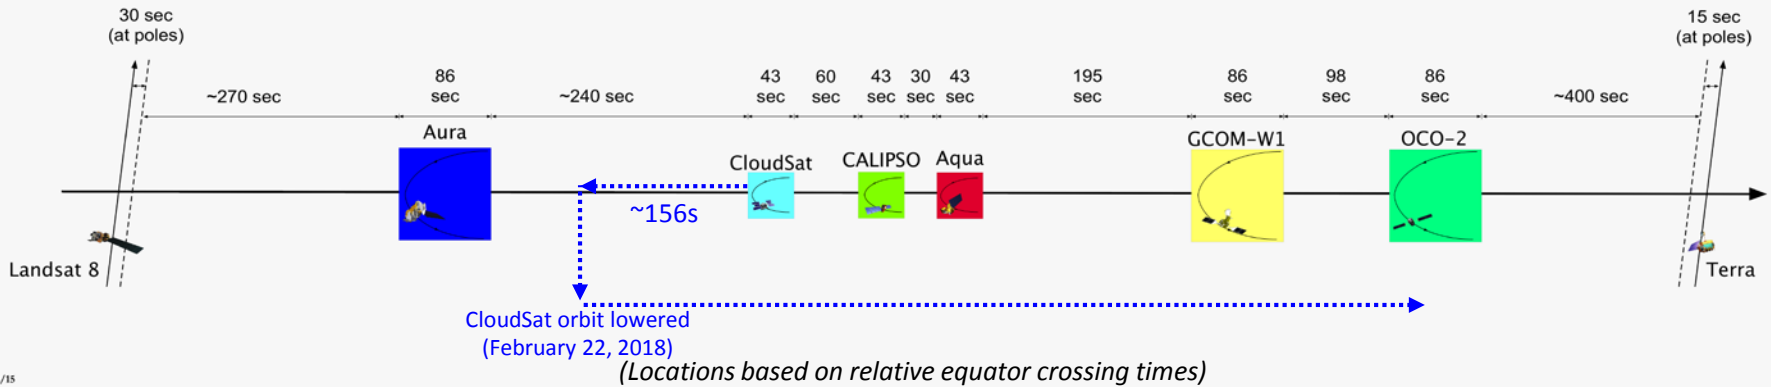 30 sec
(at poles)
15 sec
(at poles)
~270 sec
86
sec
~240 sec
43
sec
60
sec
43
sec
30
sec
43
sec
195
sec
86
sec
98
sec
86
sec
~400 sec
Aura
CloudSat
CALIPSO
Aqua
GCOM-W1
OCO-2
~156s
Landsat 8
Terra
CloudSat orbit lowered
(February 22, 2018)
(Locations based on relative equator crossing times)
/15